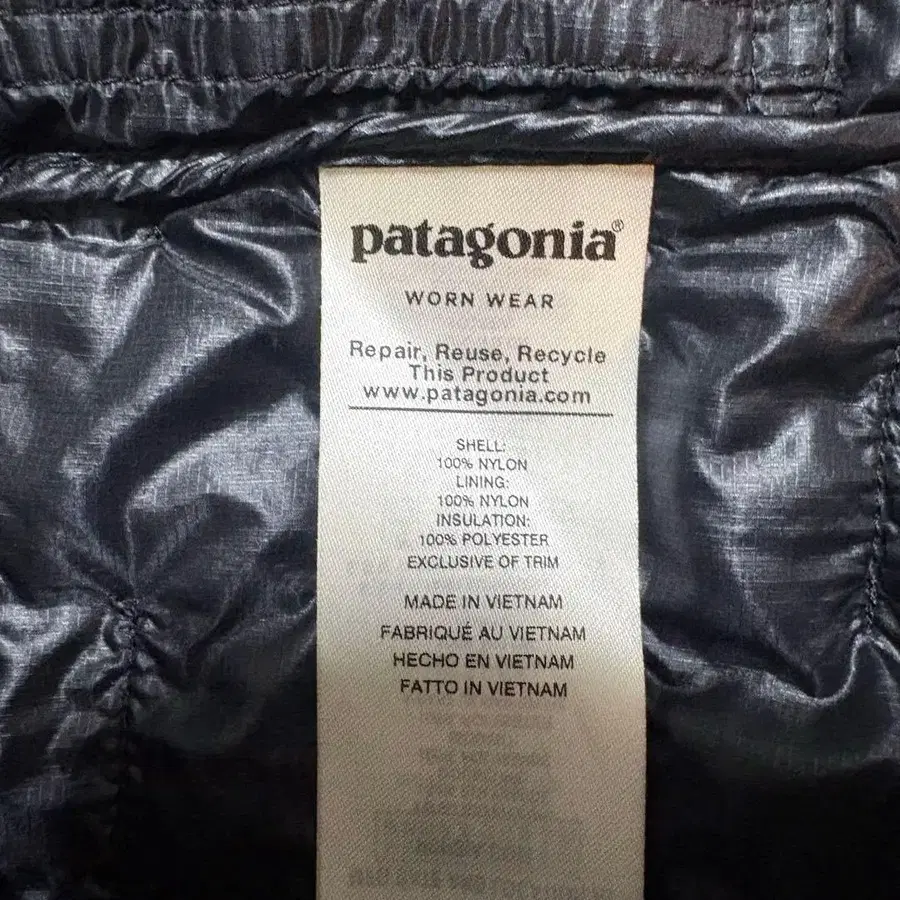 patagonia®
WORN WEAR
Repair, Reuse, Recycle
This Product
www.patagonia.com
SHELL:
100% NYLON
LINING:
100% NYLON
INSULATION:
100% POLYESTER
EXCLUSIVE OF TRIM
MADE IN VIETNAM
FABRIQUÉ AU VIETNAM
HECHO EN VIETNAM
FATTO IN VIETNAM